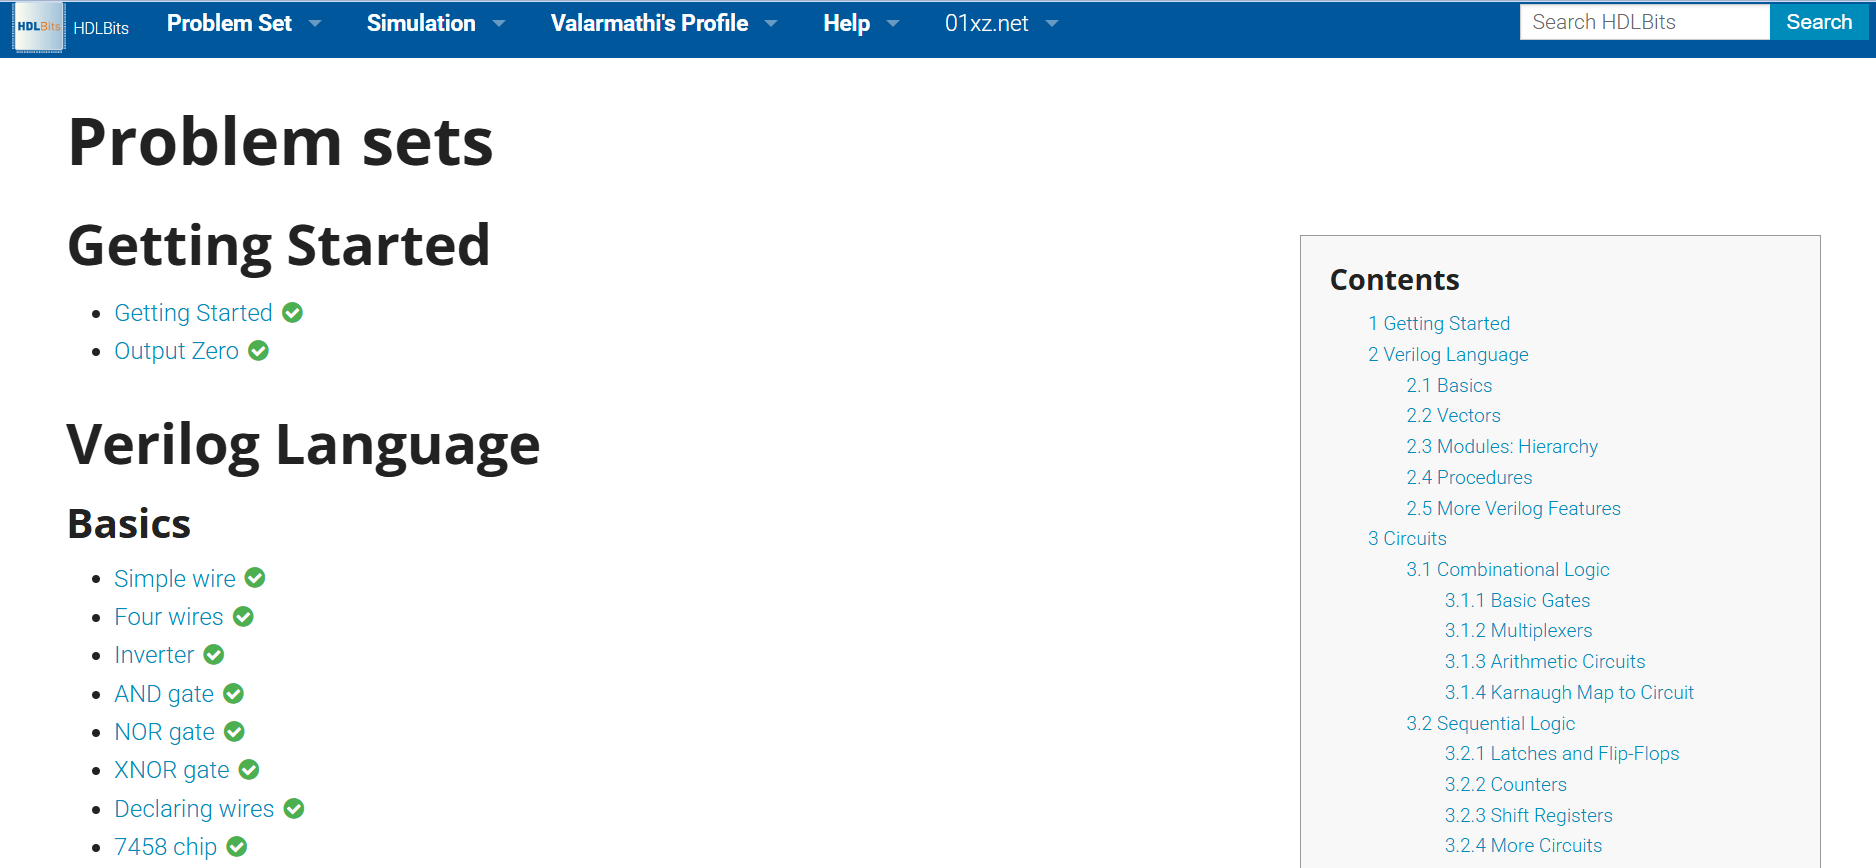 HDLBits HDLBits Problem Set Simulation Valarmathi's Profile Help 01xz.net Search HDLBits Search
Problem sets
Getting Started
Getting Started
Output Zero
Verilog Language
Basics
Simple wire
Four wires
Inverter
AND gate
NOR gate
XNOR gate
Declaring wires
7458 chip
Contents
1 Getting Started
2 Verilog Language
2.1 Basics
2.2 Vectors
2.3 Modules: Hierarchy
2.4 Procedures
2.5 More Verilog Features
3 Circuits
3.1 Combinational Logic
3.1.1 Basic Gates
3.1.2 Multiplexers
3.1.3 Arithmetic Circuits
3.1.4 Karnaugh Map to Circuit
3.2 Sequential Logic
3.2.1 Latches and Flip-Flops
3.2.2 Counters
3.2.3 Shift Registers
3.2.4 More Circuits